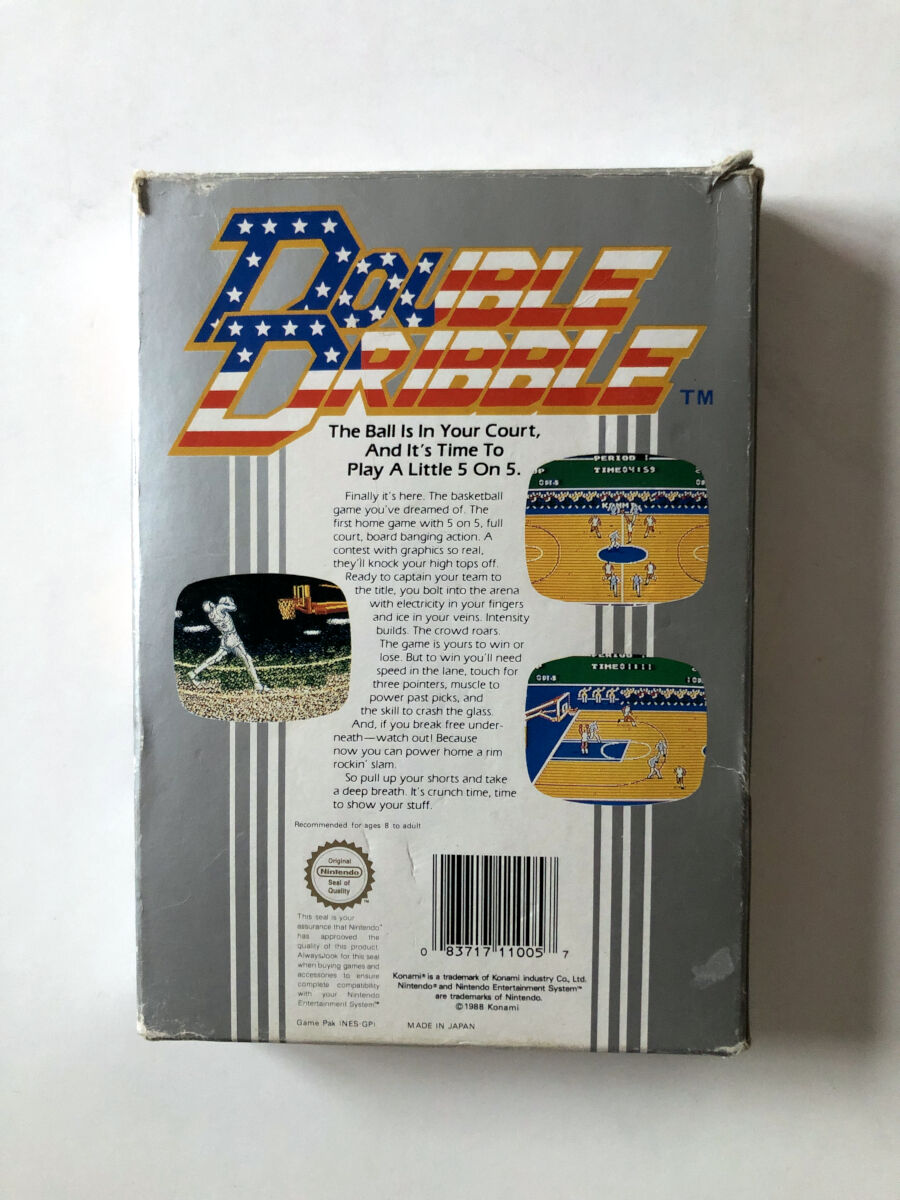 DOUBLE
DRIBBLE
TM
The Ball Is In Your Court,
And It's Time To
Play A Little 5 On 5.
Finally it's here. The basketball
game you've dreamed of. The
first home game with 5 on 5, full
court, board banging action. A
contest with graphics so real,
they'll knock your high tops off.
Ready to captain your team to
the title, you bolt into the arena
with electricity in your fingers
and ice in your veins. Intensity
builds. The crowd roars.
The game is yours to win or
lose. But to win you'll need
speed in the lane, touch for
three pointers, muscle to
power past picks, and
the skill to crash the glass.
And, if you break free under-
neath—watch out! Because
now you can power home a rim
rockin' slam.
So pull up your shorts and take
a deep breath. It's crunch time, time
to show your stuff.
PERIOD 1
TIME04:59
TIME01:11
Recommended for ages 8 to adult
Original
Nintendo
Seal of
Quality
TM
This seal is your
assurance that Nintendo®
has approoved the
quality of this product.
Always look for this seal
when buying games and
accessories to ensure
complete compatibility
with your Nintendo
Entertainment System™
Game Pak (NES-GP)
MADE IN JAPAN
0 83717 11005 7
Konami® is a trademark of Konami Industry Co., Ltd.
Nintendo® and Nintendo Entertainment System™
are trademarks of Nintendo.
©1988 Konami